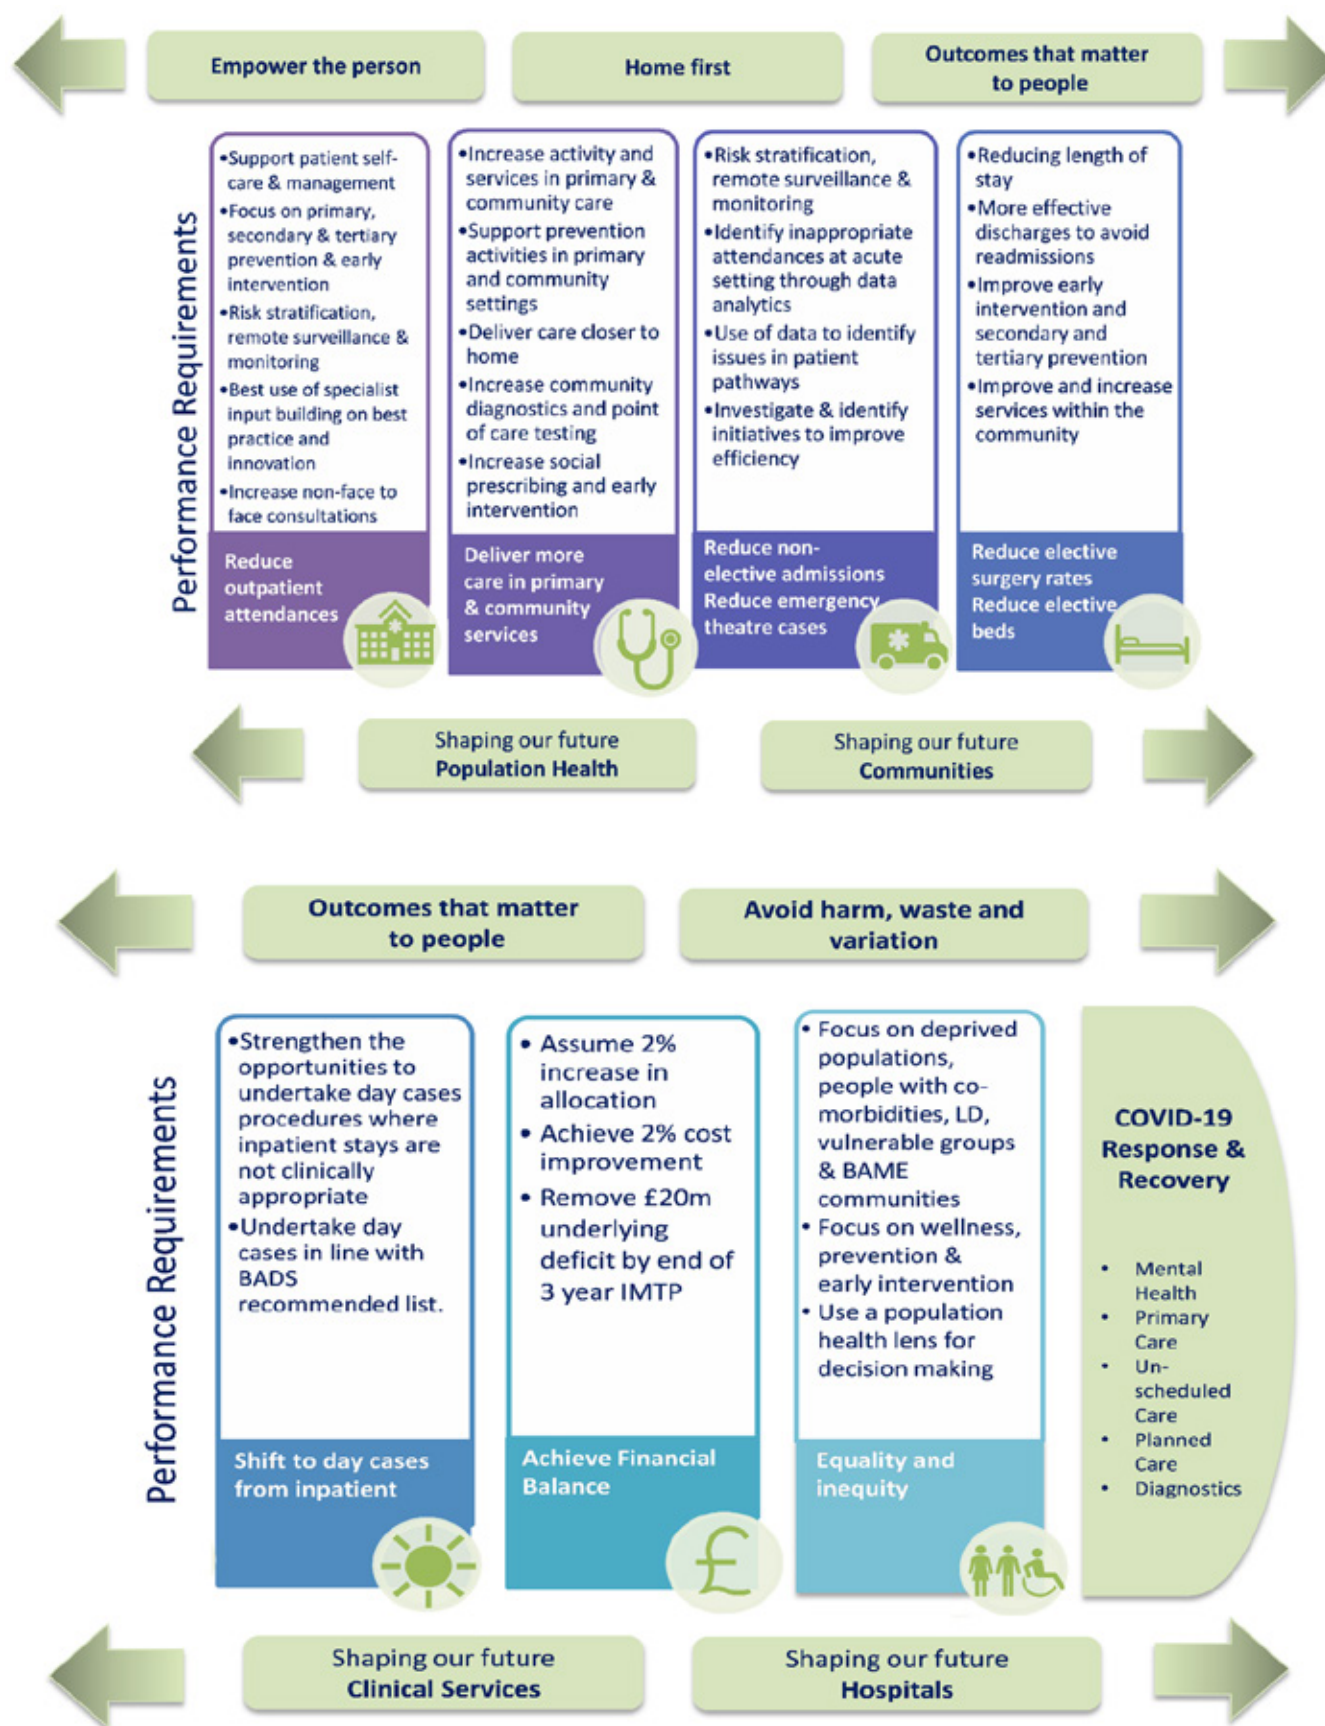 Empower the person
Home first
Outcomes that matter
to people
Performance Requirements
•Support patient self-
care & management
•Focus on primary,
secondary & tertiary
prevention & early
intervention
•Risk stratification,
remote surveillance &
monitoring
•Best use of specialist
input building on best
practice and
innovation
•Increase non-face to
face consultations
Reduce
outpatient
attendances
•Increase activity and
services in primary &
community care
•Support prevention
activities in primary
and community
settings
•Deliver care closer to
home
•Increase community
diagnostics and point
of care testing
•Increase social
prescribing and early
intervention
Deliver more
care in primary
& community
services
•Risk stratification,
remote surveillance &
monitoring
•Identify inappropriate
attendances at acute
setting through data
analytics
•Use of data to identify
issues in patient
pathways
•Investigate & identify
initiatives to improve
efficiency
Reduce non-
elective admissions
Reduce emergency
theatre cases
•Reducing length of
stay
•More effective
discharges to avoid
readmissions
•Improve early
intervention and
secondary and
tertiary prevention
•Improve and increase
services within the
community
Reduce elective
surgery rates
Reduce elective
beds
Shaping our future
Population Health
Shaping our future
Communities
Outcomes that matter
to people
Avoid harm, waste and
variation
Performance Requirements
•Strengthen the
opportunities to
undertake day cases
procedures where
inpatient stays are
not clinically
appropriate
•Undertake day
cases in line with
BADS
recommended list.
Shift to day cases
from inpatient
• Assume 2%
increase in
allocation
• Achieve 2% cost
improvement
• Remove £20m
underlying
deficit by end of
3 year IMTP
Achieve Financial
Balance
£
• Focus on deprived
populations,
people with co-
morbidities, LD,
vulnerable groups
& BAME
communities
• Focus on wellness,
prevention &
early intervention
• Use a population
health lens for
decision making
Equality and
inequity
COVID-19
Response &
Recovery
• Mental
Health
• Primary
Care
• Un-
scheduled
Care
• Planned
Care
• Diagnostics
Shaping our future
Clinical Services
Shaping our future
Hospitals